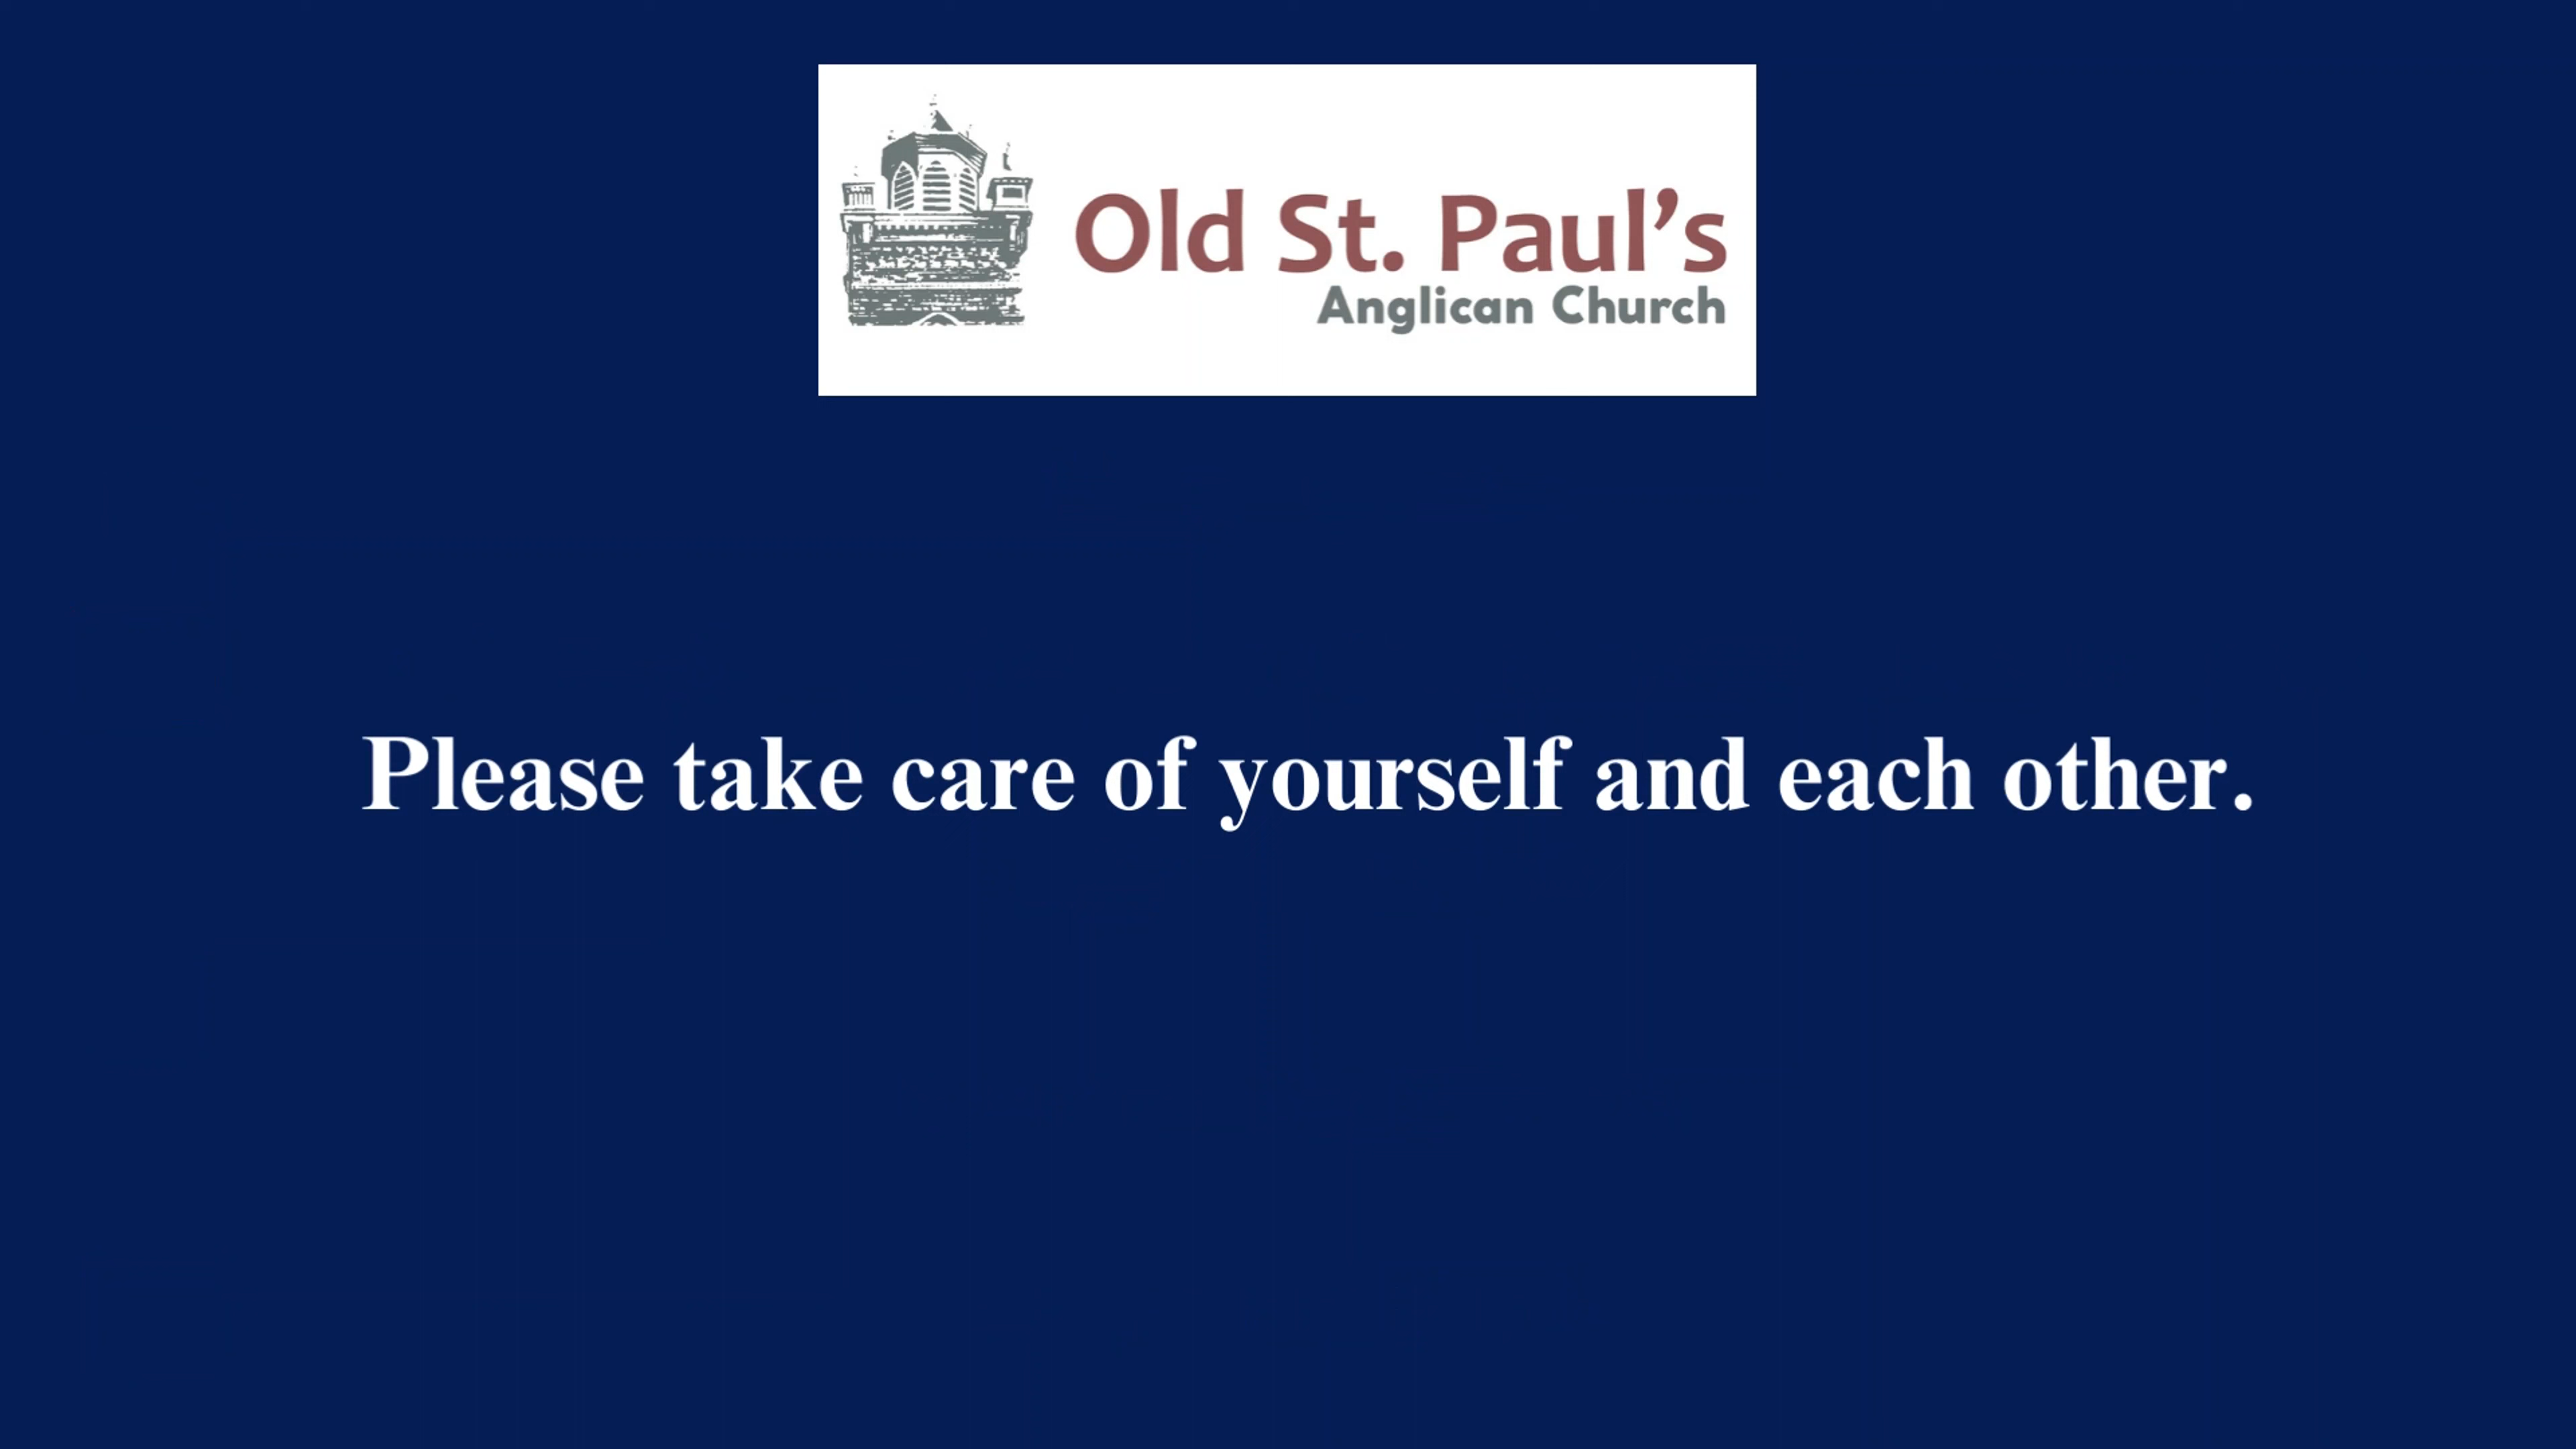 Old St. Paul’s
Anglican Church
Please take care of yourself and each other.